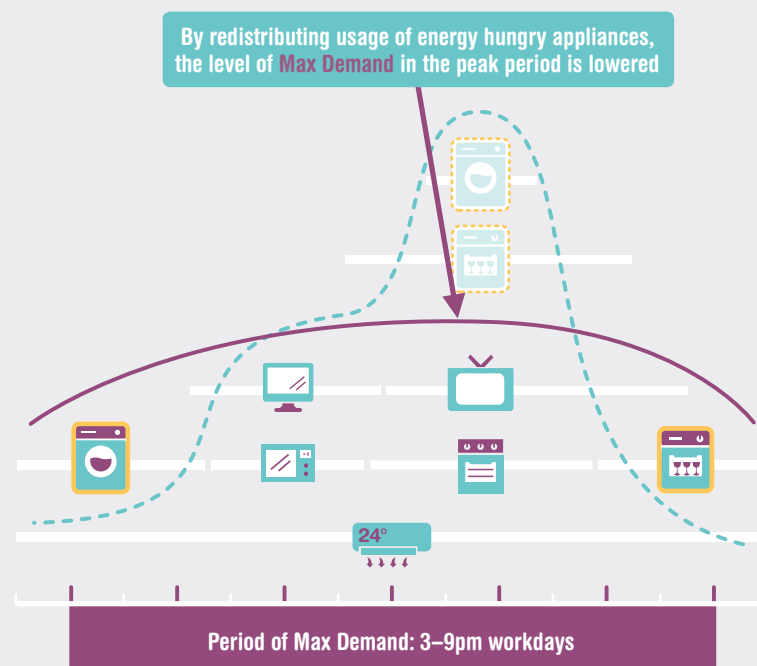 By redistributing usage of energy hungry appliances,
the level of Max Demand in the peak period is lowered
24°
Period of Max Demand: 3–9pm workdays